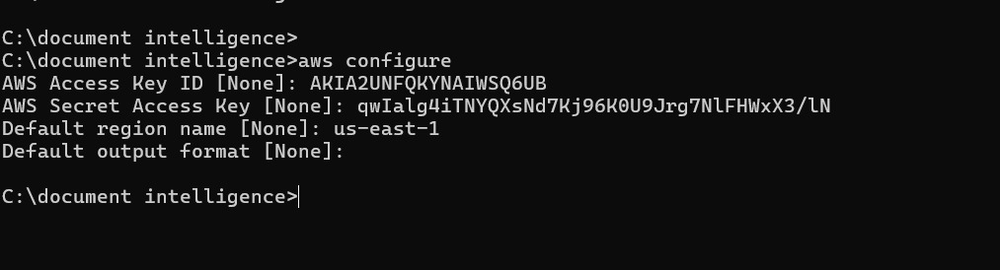 C:\document intelligence>
C:\document intelligence>aws configure
AWS Access Key ID [None]: AKIA2UNFQKYNAIWSQ6UB
AWS Secret Access Key [None]: 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
Default region name [None]: us-east-1
Default output format [None]:
C:\document intelligence>